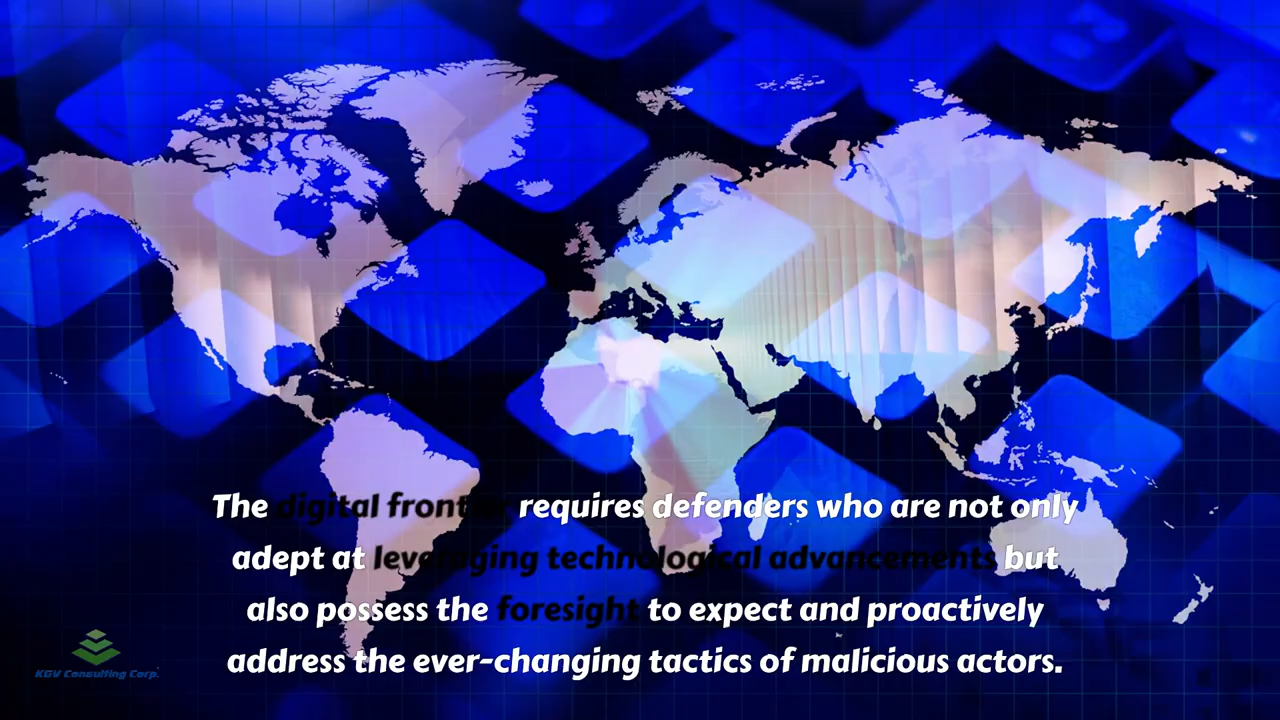 The digital frontier requires defenders who are not only
adept at leveraging technological advancements but
also possess the foresight to expect and proactively
address the ever-changing tactics of malicious actors.
KGV Consulting Corp.